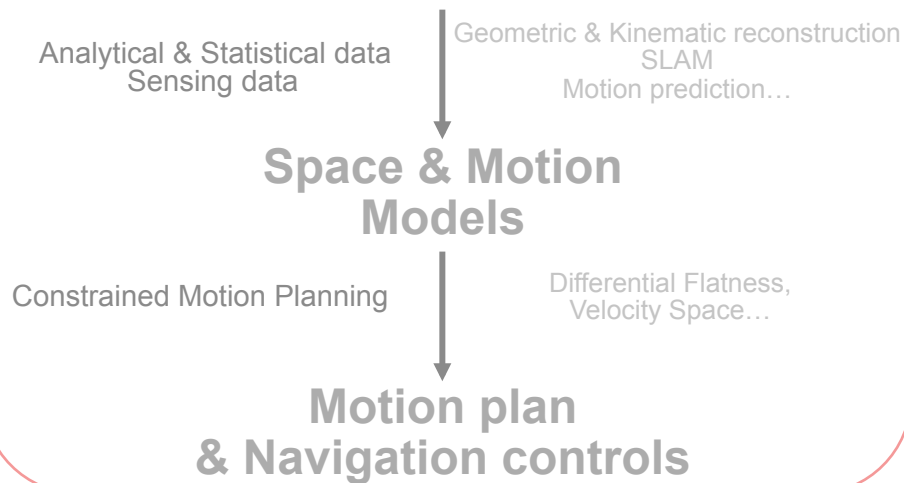 Analytical & Statistical data
Sensing data
Geometric & Kinematic reconstruction
SLAM
Motion prediction…
Space & Motion
Models
Constrained Motion Planning
Differential Flatness,
Velocity Space…
Motion plan
& Navigation controls